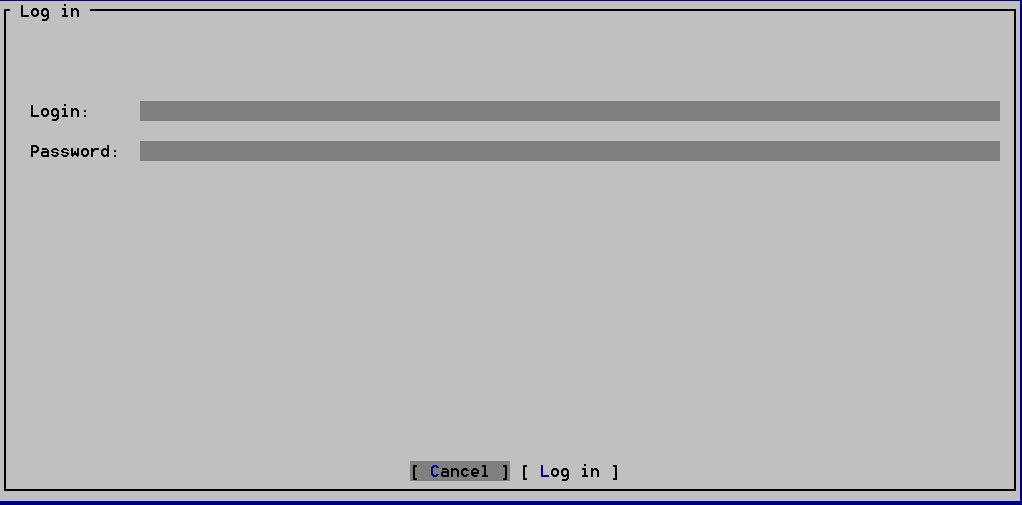 Log in
Login:
Password:
[ Cancel ] [ Log in ]